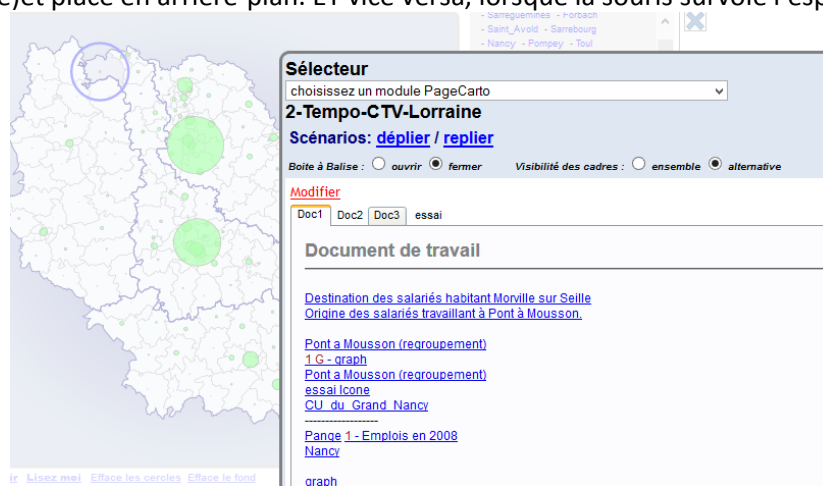 e)et place en arrière-plan. ET vice versa, lorsque la souris survole l'esp
- Sarreguemines - Forbach
- Saint_Avold - Sarrebourg
- Nancy - Pompey - Toul
Sélecteur
choisissez un module PageCarto
2-Tempo-CTV-Lorraine
Scénarios: déplier / replier
Boite à Balise : ouvrir fermer Visibilité des cadres : ensemble alternative
Modifier
Doc1 Doc2 Doc3 essai
Document de travail
Destination des salariés habitant Morville sur Seille
Origine des salariés travaillant à Pont à Mousson.
Pont a Mousson (regroupement)
1 G - graph
Pont a Mousson (regroupement)
essai Icone
CU_du_Grand_Nancy
------------------
Pange 1 - Emplois en 2008
Nancy
graph
ir Lisez moi Efface les cercles Efface le fond